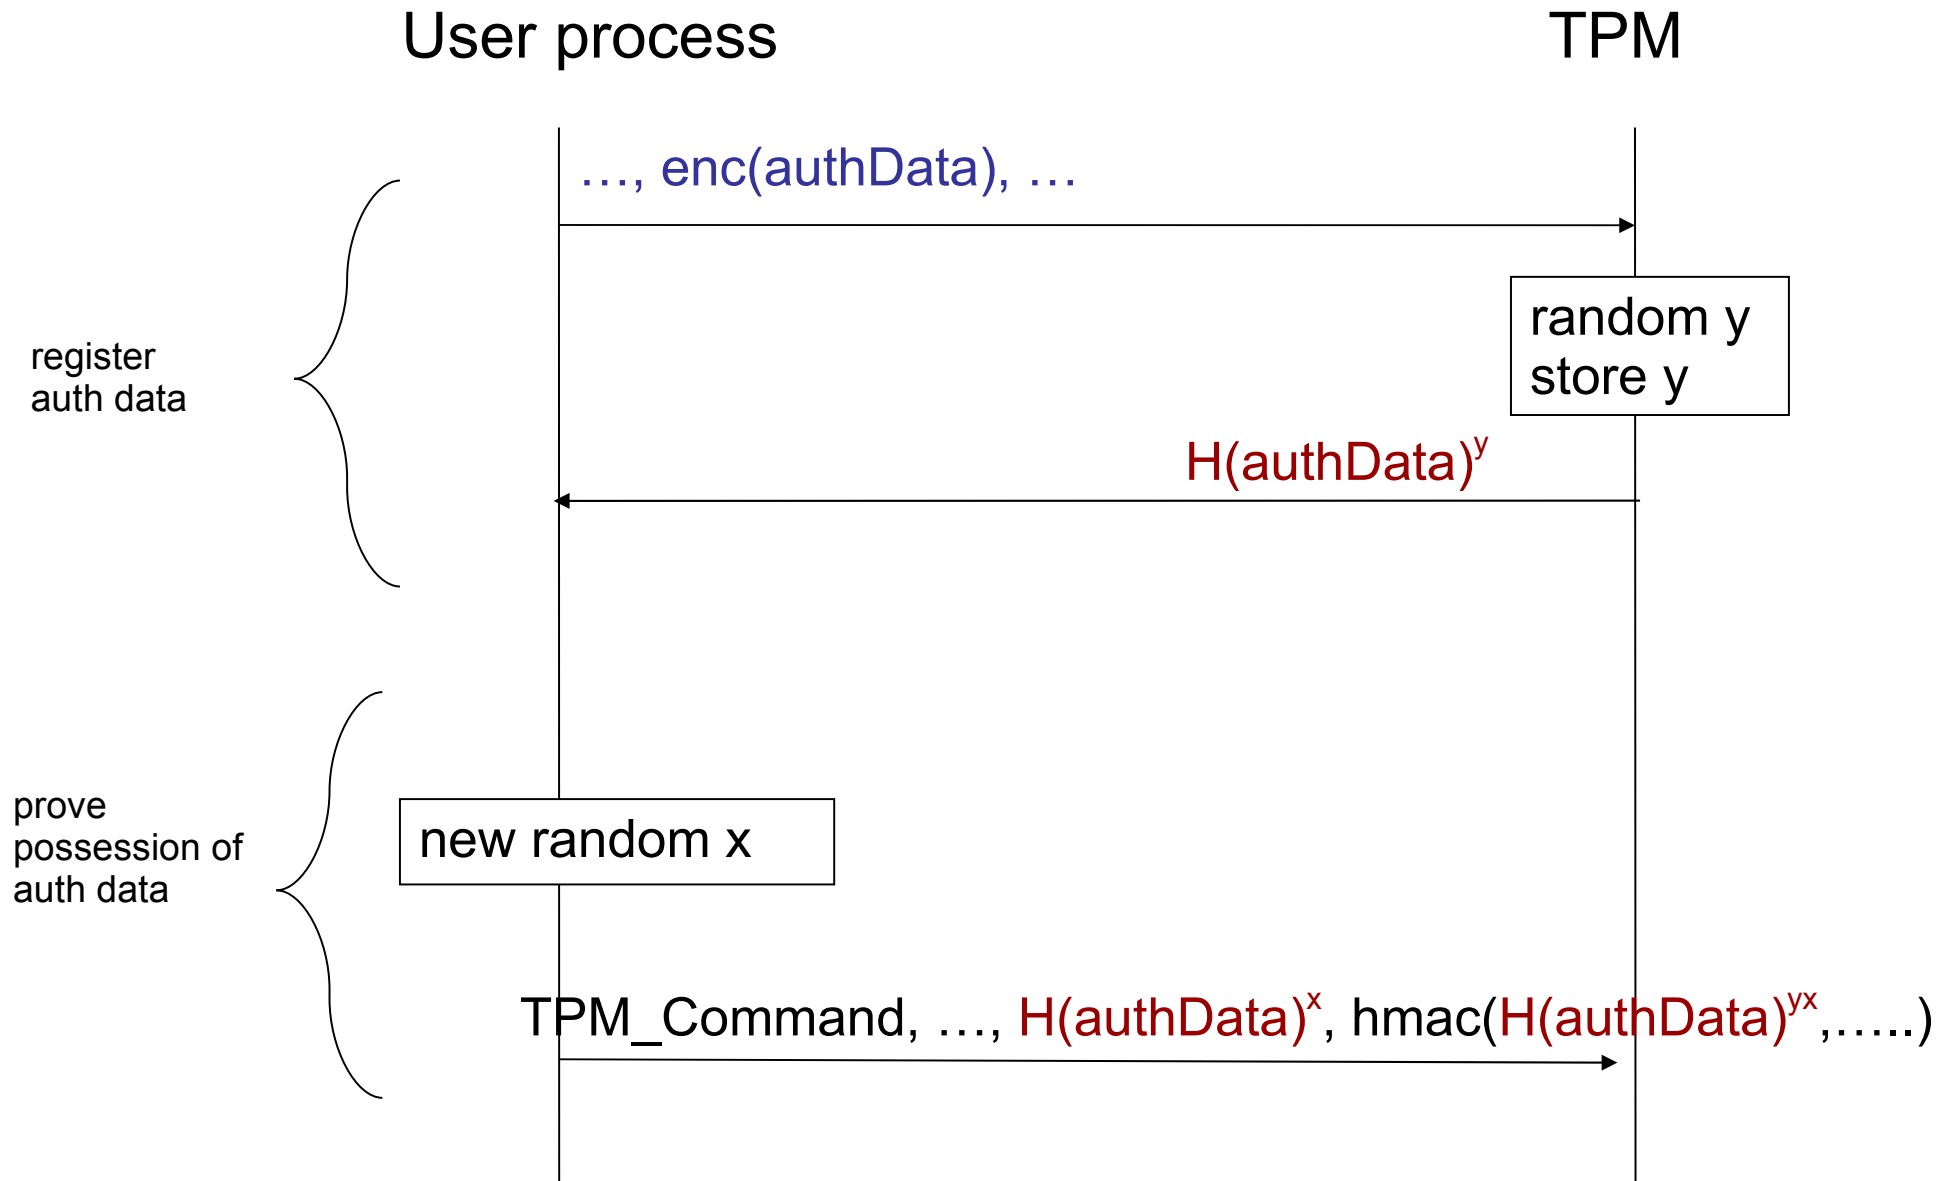 User process
TPM
…, enc(authData), …
random y
store y
register
auth data
H(authData)^y
prove
possession of
auth data
new random x
TPM_Command, …, H(authData)^x, hmac(H(authData)^yx,…..)